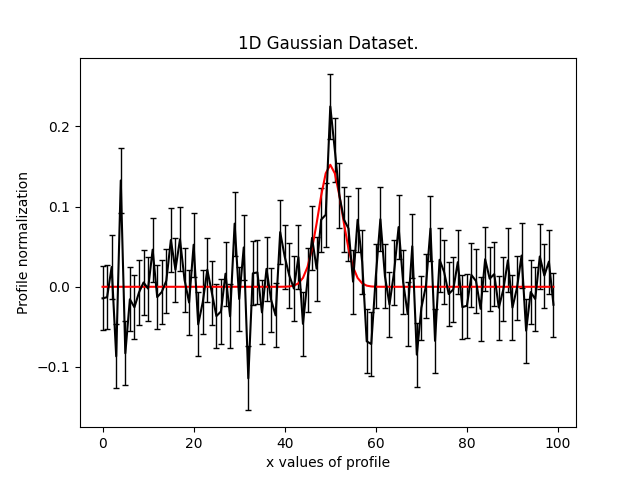 1D Gaussian Dataset.
Profile normalization
0.2
0.1
0.0
−0.1
0 20 40 60 80 100
x values of profile